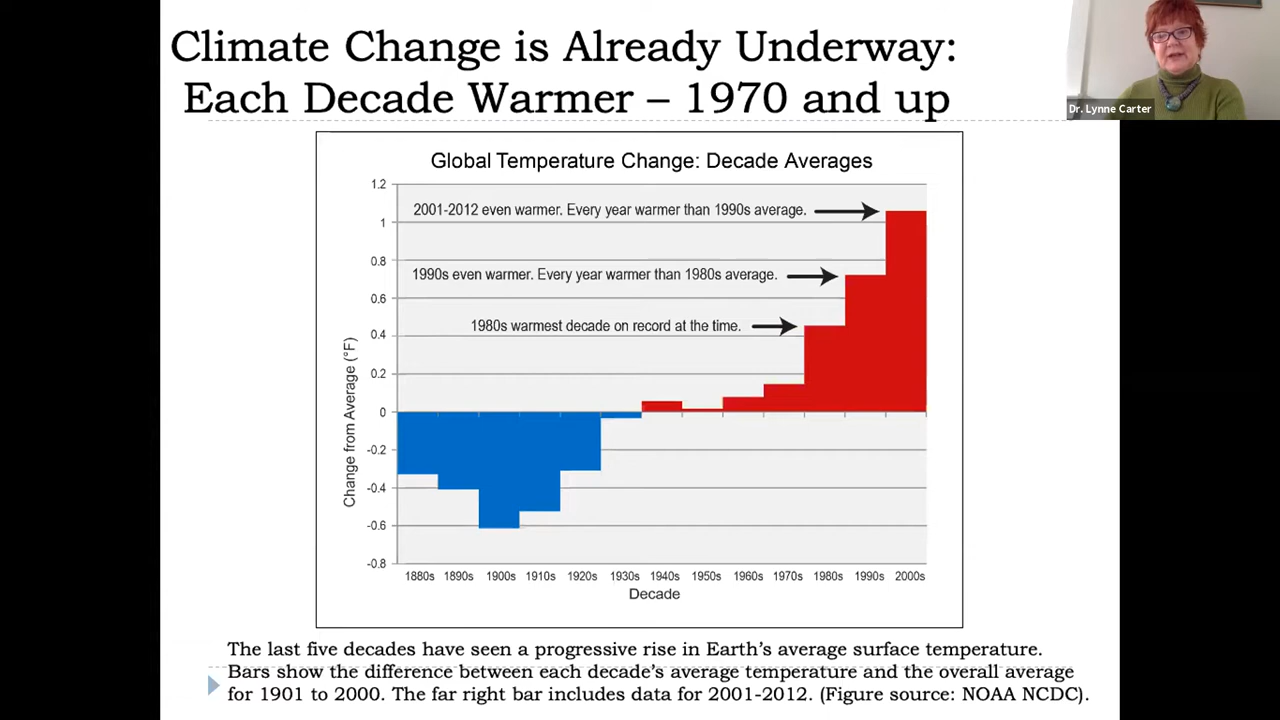 Climate Change is Already Underway:
Each Decade Warmer – 1970 and up
Dr. Lynne Carter
Global Temperature Change: Decade Averages
1.2
1
0.8
0.6
0.4
0.2
0
-0.2
-0.4
-0.6
-0.8
Change from Average (°F)
2001-2012 even warmer. Every year warmer than 1990s average.
1990s even warmer. Every year warmer than 1980s average.
1980s warmest decade on record at the time.
1880s 1890s 1900s 1910s 1920s 1930s 1940s 1950s 1960s 1970s 1980s 1990s 2000s
Decade
The last five decades have seen a progressive rise in Earth's average surface temperature.
Bars show the difference between each decade's average temperature and the overall average
for 1901 to 2000. The far right bar includes data for 2001-2012. (Figure source: NOAA NCDC).